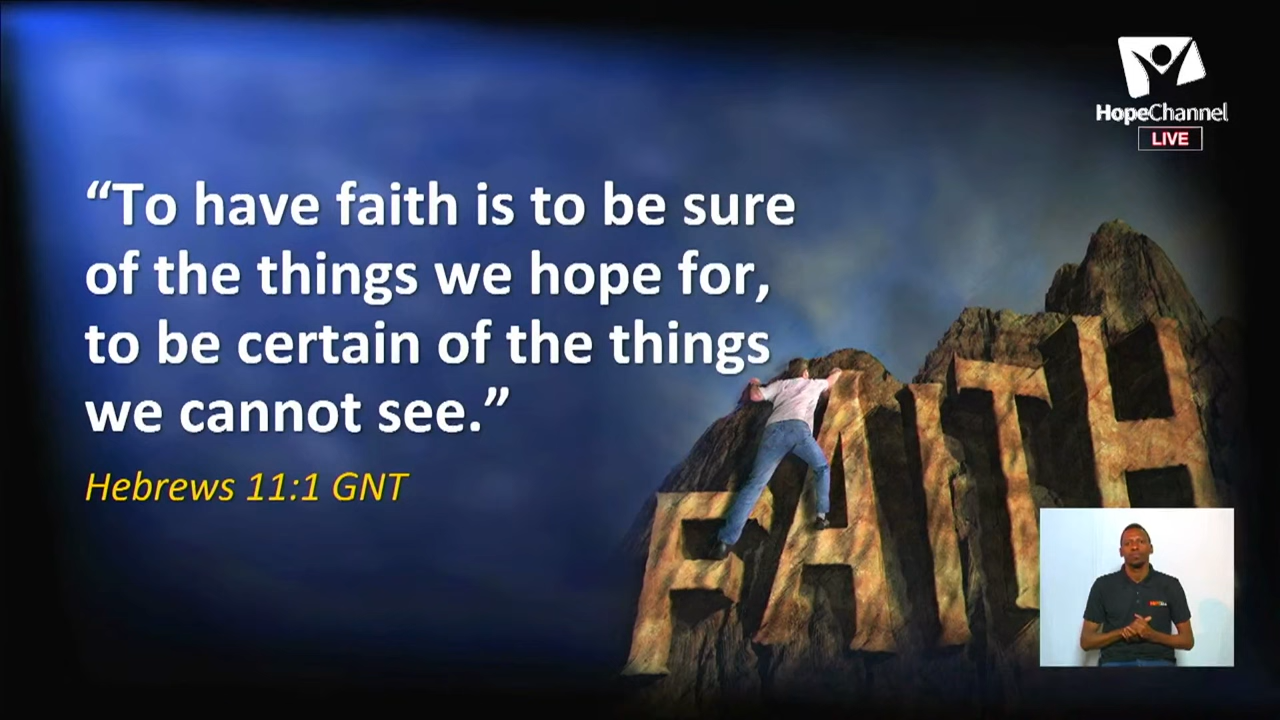 HopeChannel
LIVE
“To have faith is to be sure
of the things we hope for,
to be certain of the things
we cannot see.”
Hebrews 11:1 GNT
FAITH